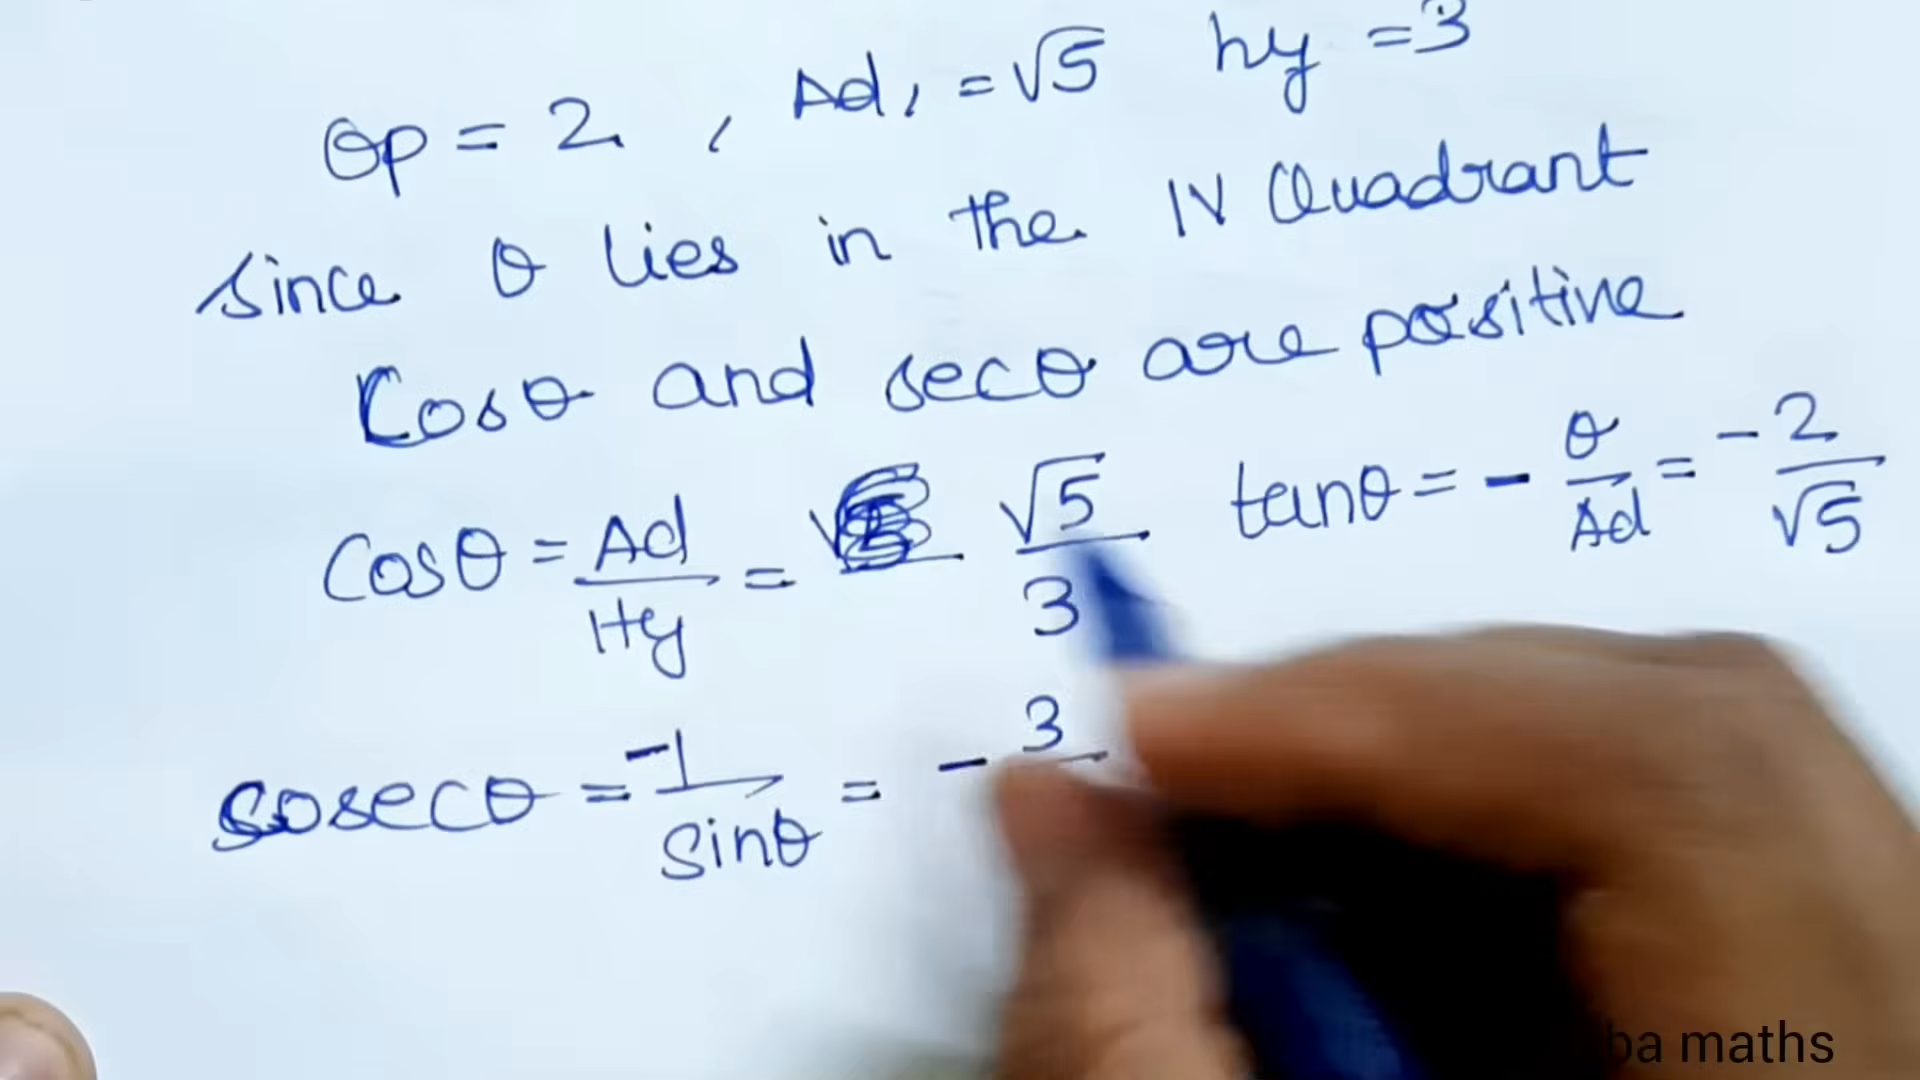 Op = 2 , Ad, = √5 hy = 3
Since θ lies in the IV Quadrant
Cosθ and secθ are positive
Cosθ = Ad/Hy = √5/3 tanθ = - θ/Ad = -2/√5
Cosecθ = -1/sinθ = - 3
ba maths